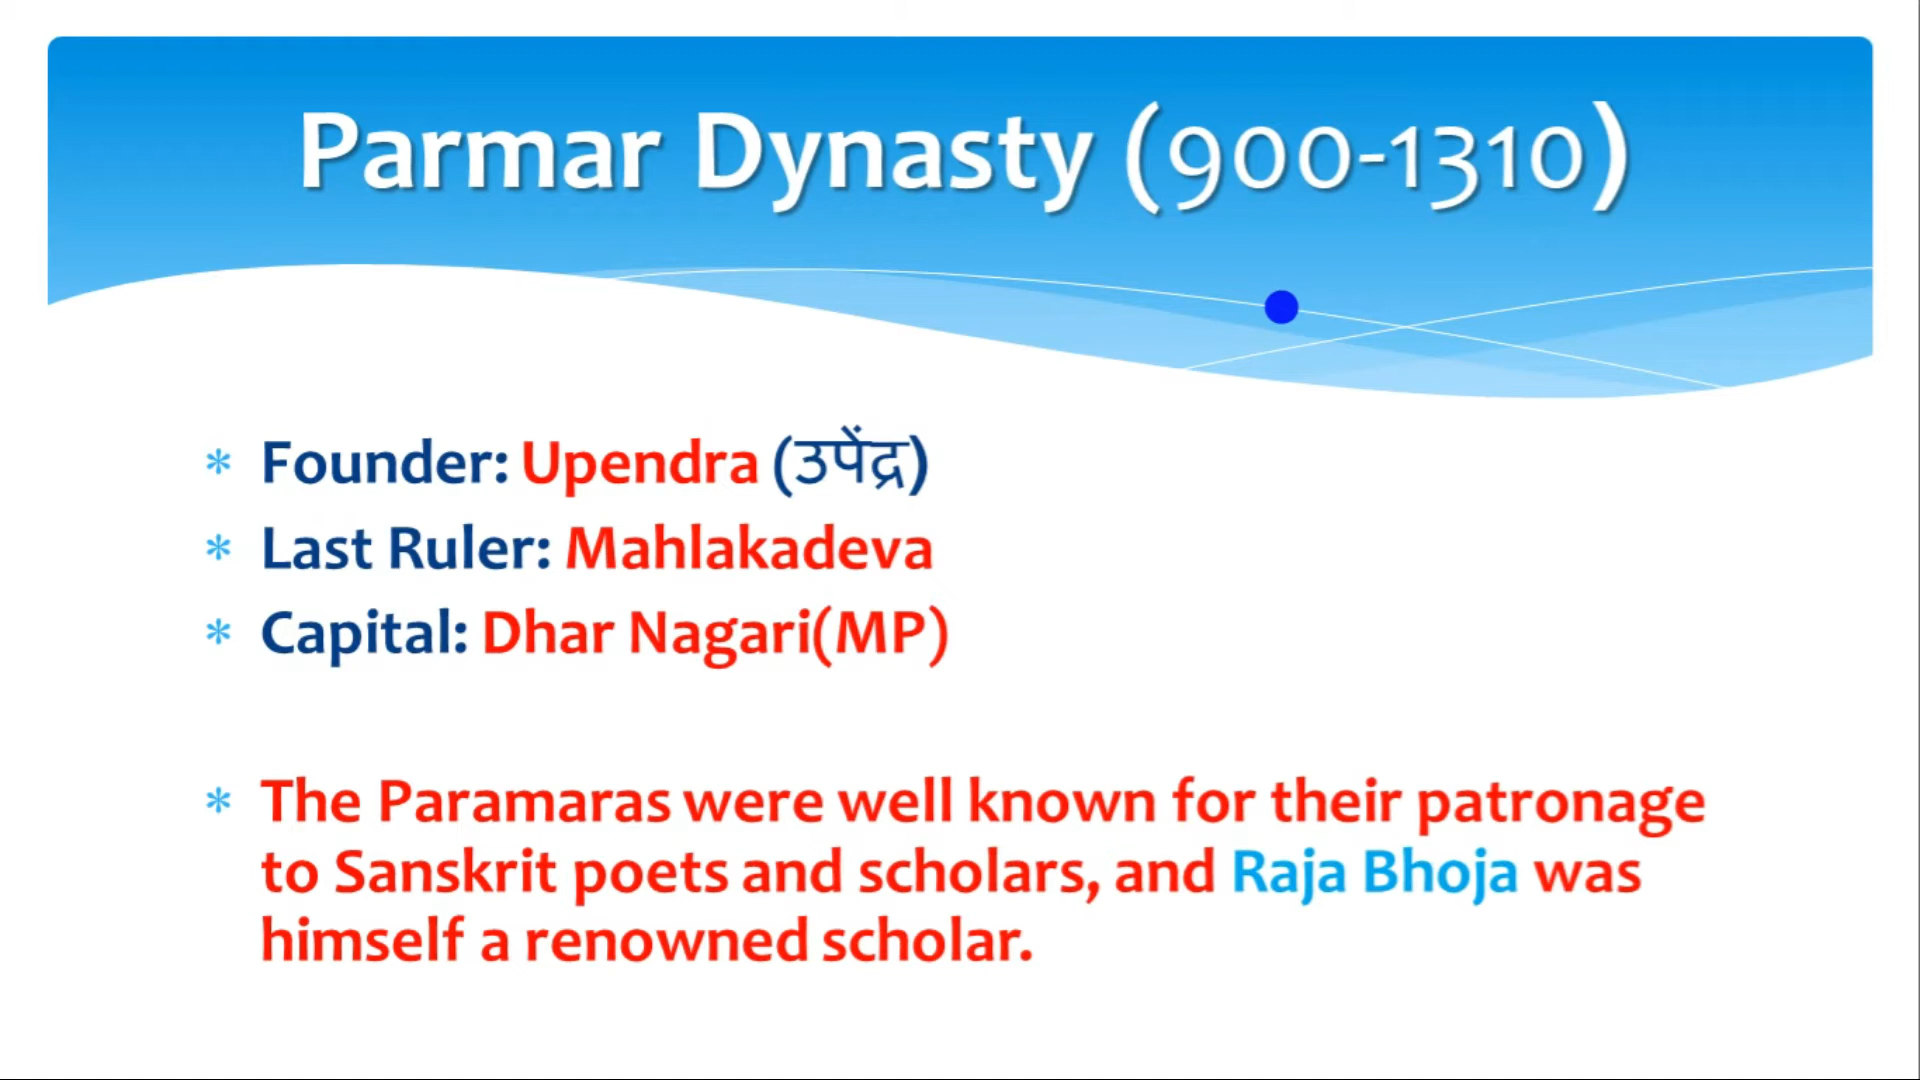 Parmar Dynasty (900-1310)
* Founder: Upendra (उपेंद्र)
* Last Ruler: Mahlakadeva
* Capital: Dhar Nagari(MP)
* The Paramaras were well known for their patronage
to Sanskrit poets and scholars, and Raja Bhoja was
himself a renowned scholar.